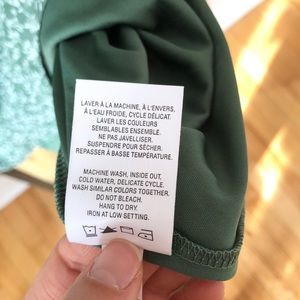 LAVER À LA MACHINE, À L'ENVERS,
À L'EAU FROIDE, CYCLE DÉLICAT.
LAVER LES COULEURS
SEMBLABLES ENSEMBLE.
NE PAS JAVELLISER.
SUSPENDRE POUR SÉCHER.
REPASSER À BASSE TEMPÉRATURE.
MACHINE WASH, INSIDE OUT,
COLD WATER, DELICATE CYCLE.
WASH SIMILAR COLORS TOGETHER.
DO NOT BLEACH.
HANG TO DRY.
IRON AT LOW SETTING.